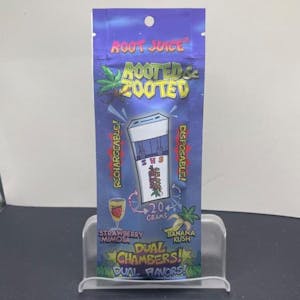 ROOT JUICE
ROOTED &
ZOOTED
RECHARGEABLE!
DISPOSABLE!
2.0
GRAMS
STRAWBERRY
MIMOSA
BANANA
KUSH
DUAL
CHAMBERS!
DUAL FLAVORS!